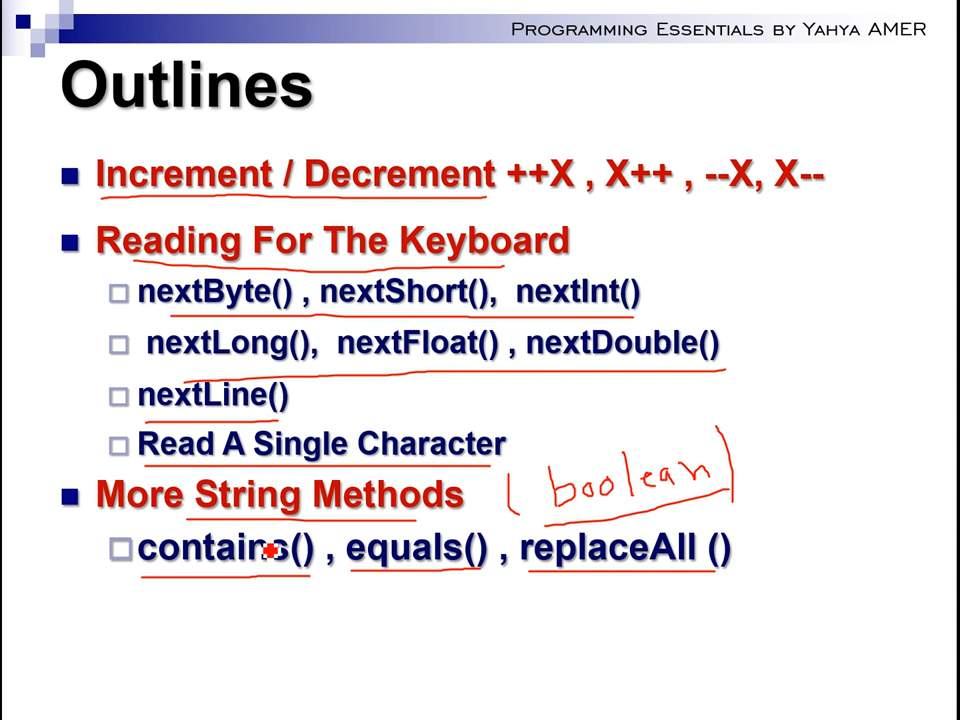 Programming Essentials by Yahya AMER
Outlines
Increment / Decrement ++X , X++ , --X, X--
Reading For The Keyboard
nextByte() , nextShort(), nextInt()
nextLong(), nextFloat() , nextDouble()
nextLine()
Read A Single Character
More String Methods
(boolean)
contains() , equals() , replaceAll ()